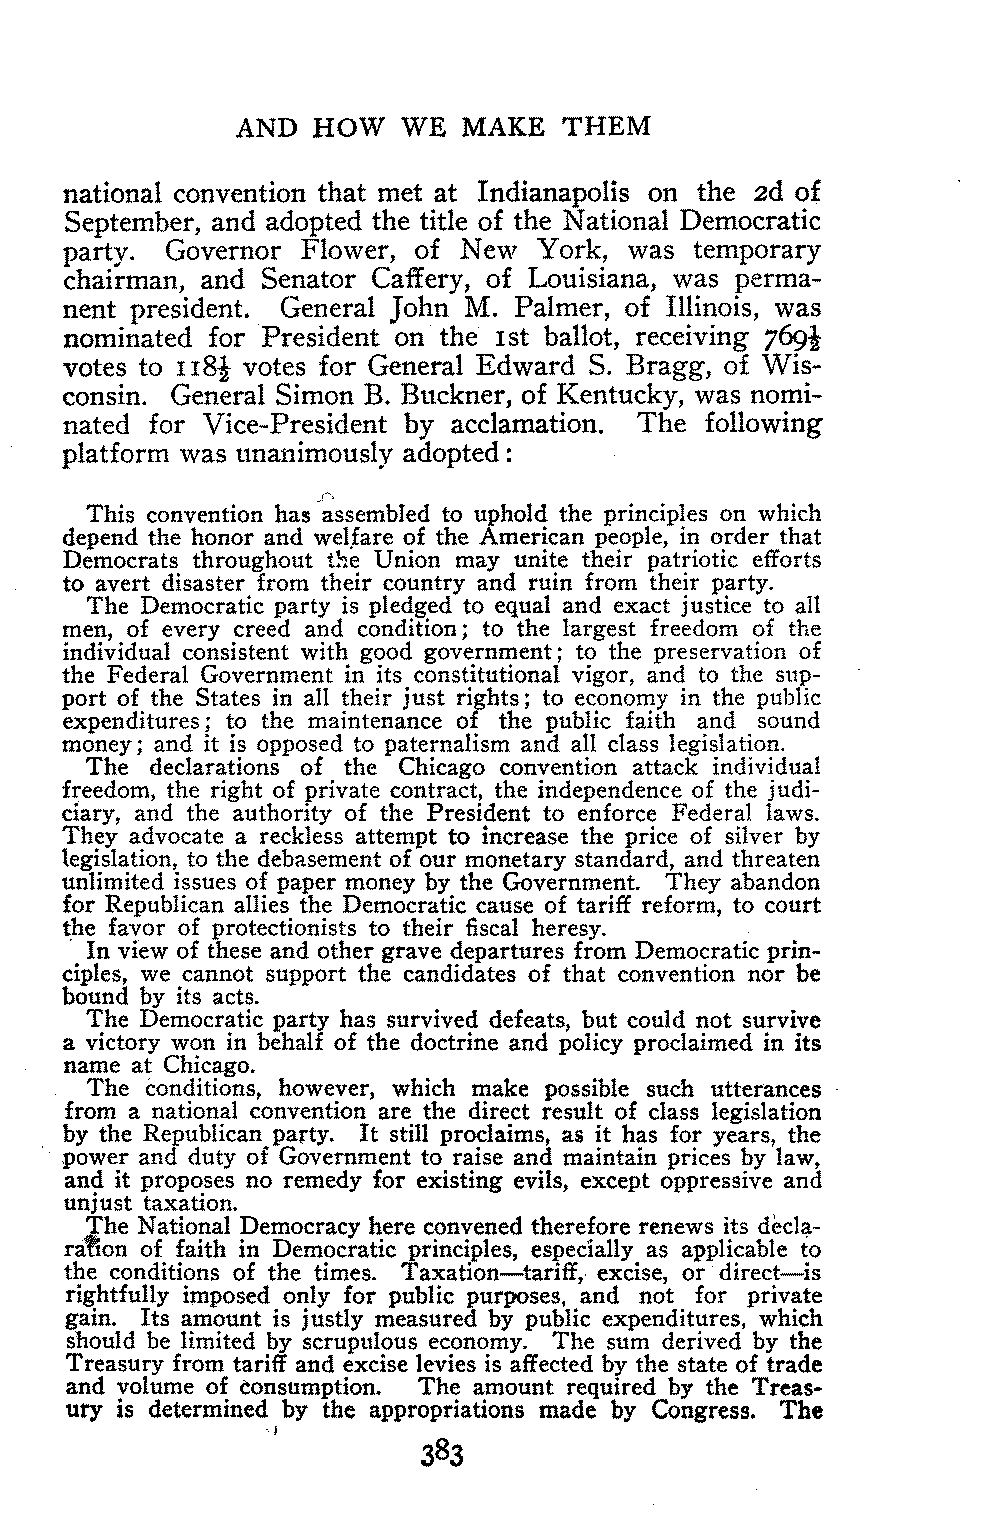 AND HOW WE MAKE THEM
national convention that met at Indianapolis on the 2d of
September, and adopted the title of the National Democratic
party. Governor Flower, of New York, was temporary
chairman, and Senator Caffery, of Louisiana, was perma-
nent president. General John M. Palmer, of Illinois, was
nominated for President on the 1st ballot, receiving 769½
votes to 118½ votes for General Edward S. Bragg, of Wis-
consin. General Simon B. Buckner, of Kentucky, was nomi-
nated for Vice-President by acclamation. The following
platform was unanimously adopted:
This convention has assembled to uphold the principles on which
depend the honor and welfare of the American people, in order that
Democrats throughout the Union may unite their patriotic efforts
to avert disaster from their country and ruin from their party.
The Democratic party is pledged to equal and exact justice to all
men, of every creed and condition; to the largest freedom of the
individual consistent with good government; to the preservation of
the Federal Government in its constitutional vigor, and to the sup-
port of the States in all their just rights; to economy in the public
expenditures; to the maintenance of the public faith and sound
money; and it is opposed to paternalism and all class legislation.
The declarations of the Chicago convention attack individual
freedom, the right of private contract, the independence of the judi-
ciary, and the authority of the President to enforce Federal laws.
They advocate a reckless attempt to increase the price of silver by
legislation, to the debasement of our monetary standard, and threaten
unlimited issues of paper money by the Government. They abandon
for Republican allies the Democratic cause of tariff reform, to court
the favor of protectionists to their fiscal heresy.
In view of these and other grave departures from Democratic prin-
ciples, we cannot support the candidates of that convention nor be
bound by its acts.
The Democratic party has survived defeats, but could not survive
a victory won in behalf of the doctrine and policy proclaimed in its
name at Chicago.
The conditions, however, which make possible such utterances
from a national convention are the direct result of class legislation
by the Republican party. It still proclaims, as it has for years, the
power and duty of Government to raise and maintain prices by law,
and it proposes no remedy for existing evils, except oppressive and
unjust taxation.
The National Democracy here convened therefore renews its decla-
ration of faith in Democratic principles, especially as applicable to
the conditions of the times. Taxation—tariff, excise, or direct—is
rightfully imposed only for public purposes, and not for private
gain. Its amount is justly measured by public expenditures, which
should be limited by scrupulous economy. The sum derived by the
Treasury from tariff and excise levies is affected by the state of trade
and volume of consumption. The amount required by the Treas-
ury is determined by the appropriations made by Congress. The
383